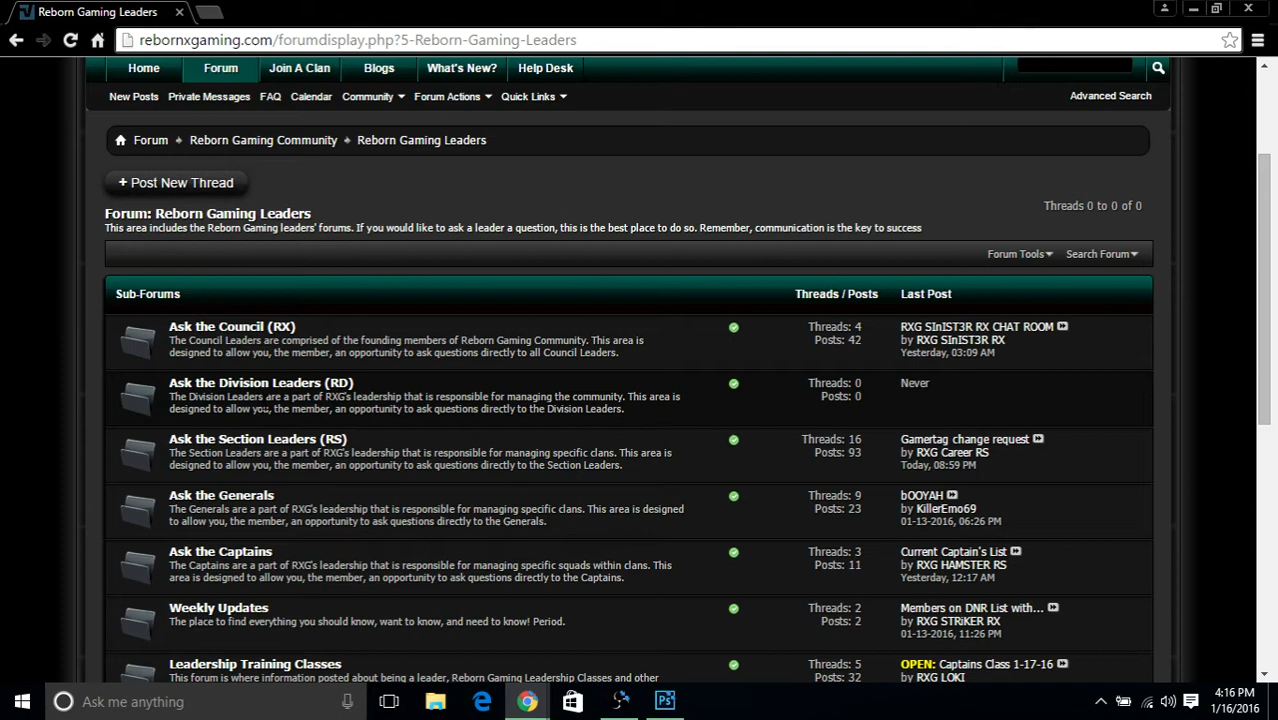 Reborn Gaming Leaders
rebornxgaming.com/forumdisplay.php?5-Reborn-Gaming-Leaders
Home Forum Join A Clan Blogs What's New? Help Desk
New Posts Private Messages FAQ Calendar Community Forum Actions Quick Links Advanced Search
Forum Reborn Gaming Community Reborn Gaming Leaders
+ Post New Thread
Threads 0 to 0 of 0
Forum: Reborn Gaming Leaders
This area includes the Reborn Gaming leaders' forums. If you would like to ask a leader a question, this is the best place to do so. Remember, communication is the key to success
Forum Tools Search Forum
Sub-Forums Threads / Posts Last Post
Ask the Council (RX) Threads: 4 RXG SInIST3R RX CHAT ROOM
The Council Leaders are comprised of the founding members of Reborn Gaming Community. This area is Posts: 42 by RXG SInIST3R RX
designed to allow you, the member, an opportunity to ask questions directly to all Council Leaders. Yesterday, 03:09 AM
Ask the Division Leaders (RD) Threads: 0 Never
The Division Leaders are a part of RXG's leadership that is responsible for managing the community. This area is Posts: 0
designed to allow you, the member, an opportunity to ask questions directly to the Division Leaders.
Ask the Section Leaders (RS) Threads: 16 Gamertag change request
The Section Leaders are a part of RXG's leadership that is responsible for managing specific clans. This area is Posts: 93 by RXG Career RS
designed to allow you, the member, an opportunity to ask questions directly to the Section Leaders. Today, 08:59 PM
Ask the Generals Threads: 9 bOOYAH
The Generals are a part of RXG's leadership that is responsible for managing specific clans. This area is designed Posts: 23 by KillerEmo69
to allow you, the member, an opportunity to ask questions directly to the Generals. 01-13-2016, 06:26 PM
Ask the Captains Threads: 3 Current Captain's List
The Captains are a part of RXG's leadership that is responsible for managing specific squads within clans. This Posts: 11 by RXG HAMSTER RS
area is designed to allow you, the member, an opportunity to ask questions directly to the Captains. Yesterday, 12:17 AM
Weekly Updates Threads: 2 Members on DNR List with...
The place to find everything you should know, want to know, and need to know! Period. Posts: 2 by RXG STRiKER RX
01-13-2016, 11:26 PM
Leadership Training Classes Threads: 5 OPEN: Captains Class 1-17-16
This forum is where information posted about being a leader, Reborn Gaming Leadership Classes and other Posts: 32 by RXG LOKI
Ask me anything
4:16 PM
1/16/2016